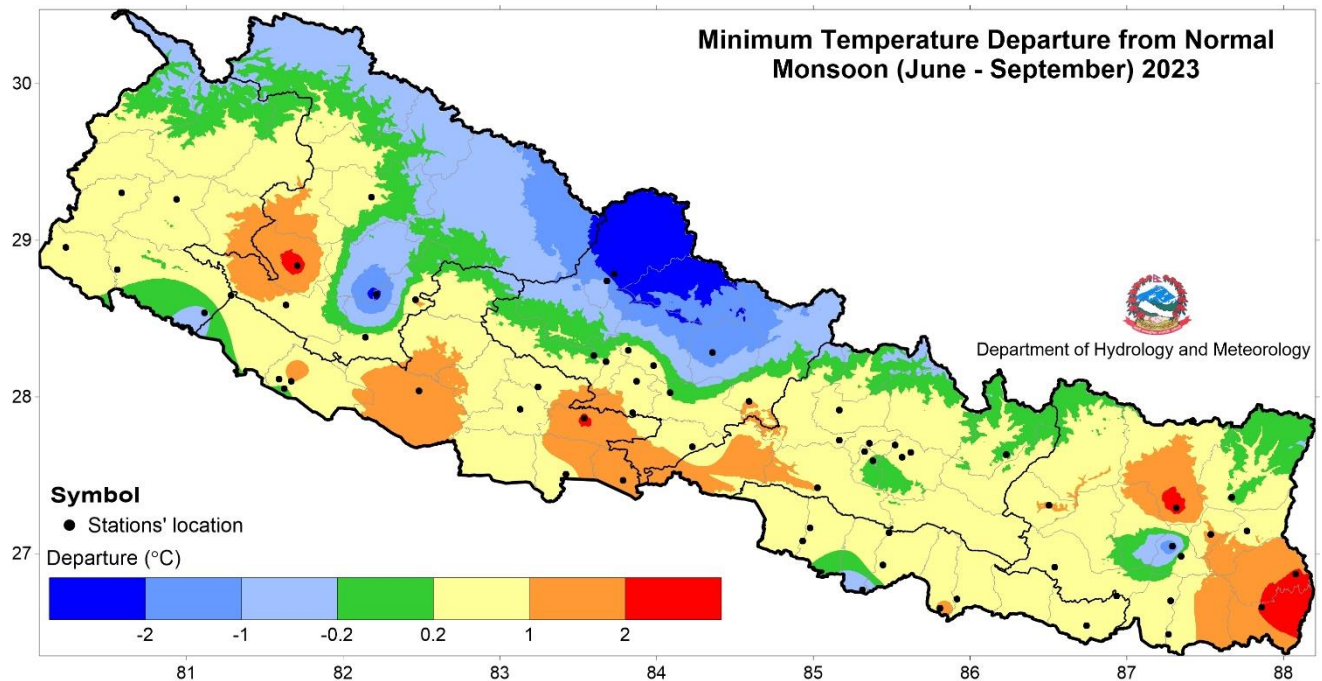 Minimum Temperature Departure from Normal
Monsoon (June - September) 2023
30
29
28
27
Department of Hydrology and Meteorology
Symbol
Stations' location
Departure (°C)
-2 -1 -0.2 0.2 1 2
81 82 83 84 85 86 87 88